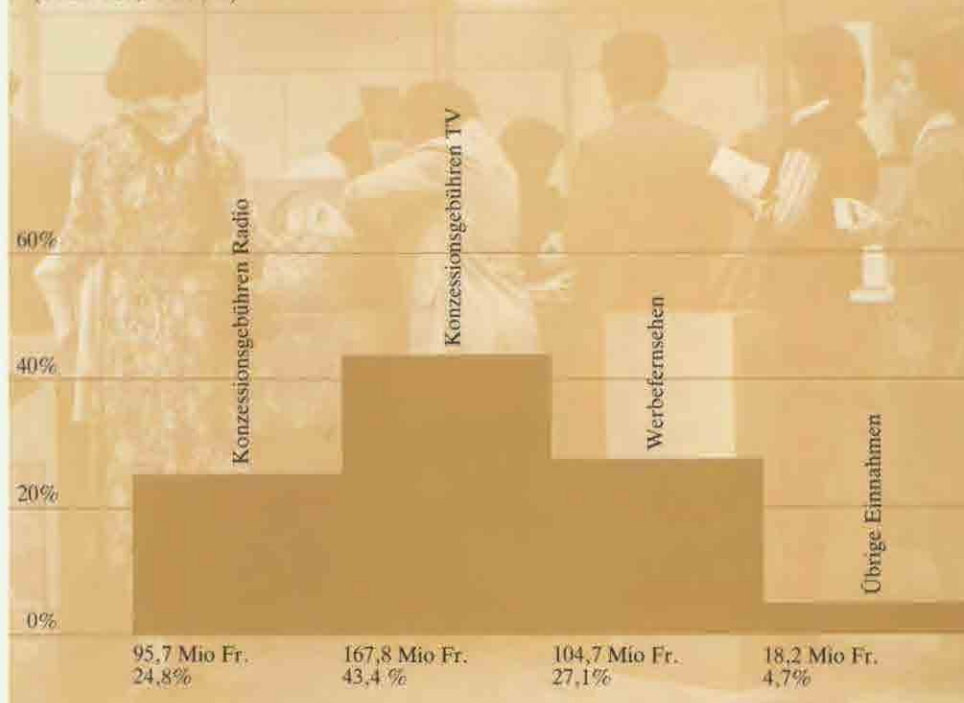 Konzessionsgebühren Radio
Konzessionsgebühren TV
Werbefernsehen
Übrige Einnahmen
60%
40%
20%
0%
95,7 Mio Fr.
24,8%
167,8 Mio Fr.
43,4 %
104,7 Mio Fr.
27,1%
18,2 Mio Fr.
4,7%